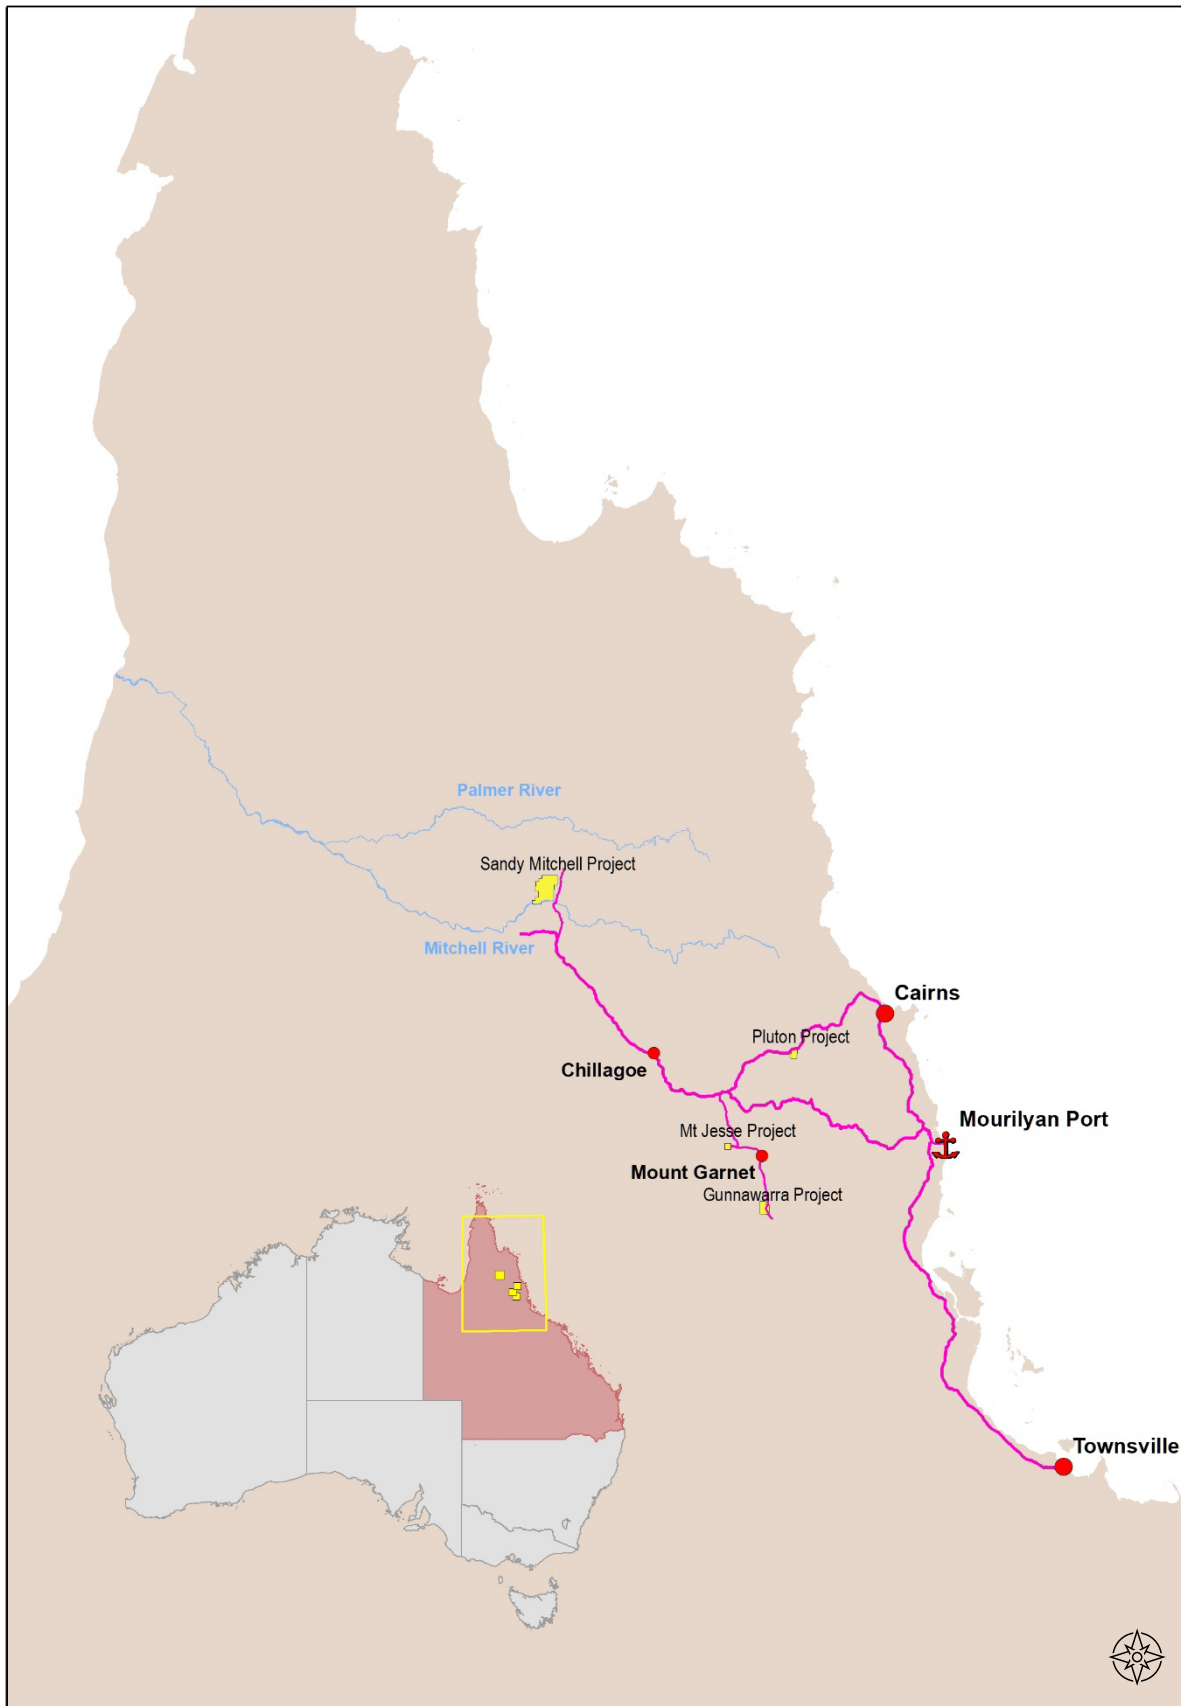 Palmer River
Sandy Mitchell Project
Mitchell River
Cairns
Pluton Project
Chillagoe
Mourilyan Port
Mt Jesse Project
Mount Garnet
Gunnawarra Project
Townsville